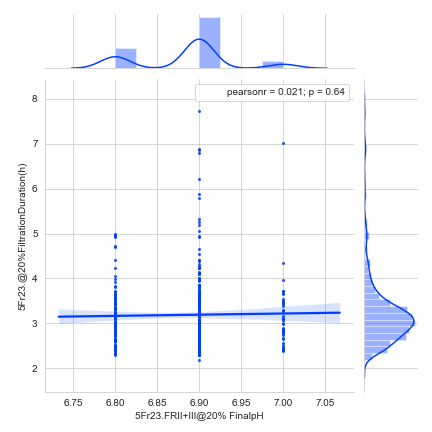 pearsonr = 0.021; p = 0.64
8
7
6
5
4
3
2
5Fr23.@20%FiltrationDuration(h)
6.75 6.80 6.85 6.90 6.95 7.00 7.05
5Fr23.FRII+III@20% FinalpH